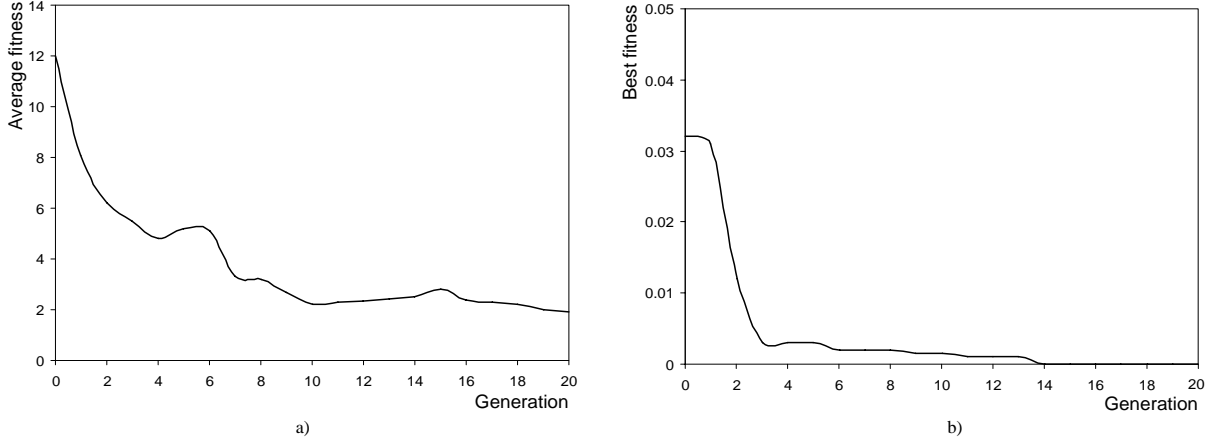 Average fitness
14
12
10
8
6
4
2
0
0 2 4 6 8 10 12 14 16 18 20
Generation
a)
Best fitness
0.05
0.04
0.03
0.02
0.01
0
0 2 4 6 8 10 12 14 16 18 20
Generation
b)